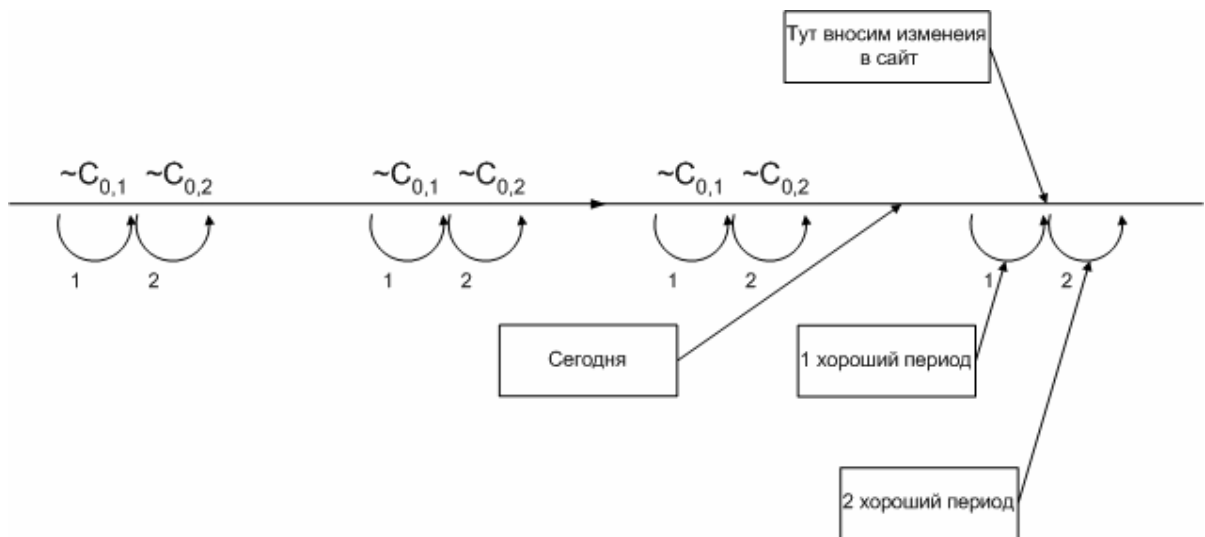 Тут вносим изменеия
в сайт
~C0,1 ~C0,2 ~C0,1 ~C0,2 ~C0,1 ~C0,2
1 2 1 2 1 2 1 2
Сегодня
1 хороший период
2 хороший период